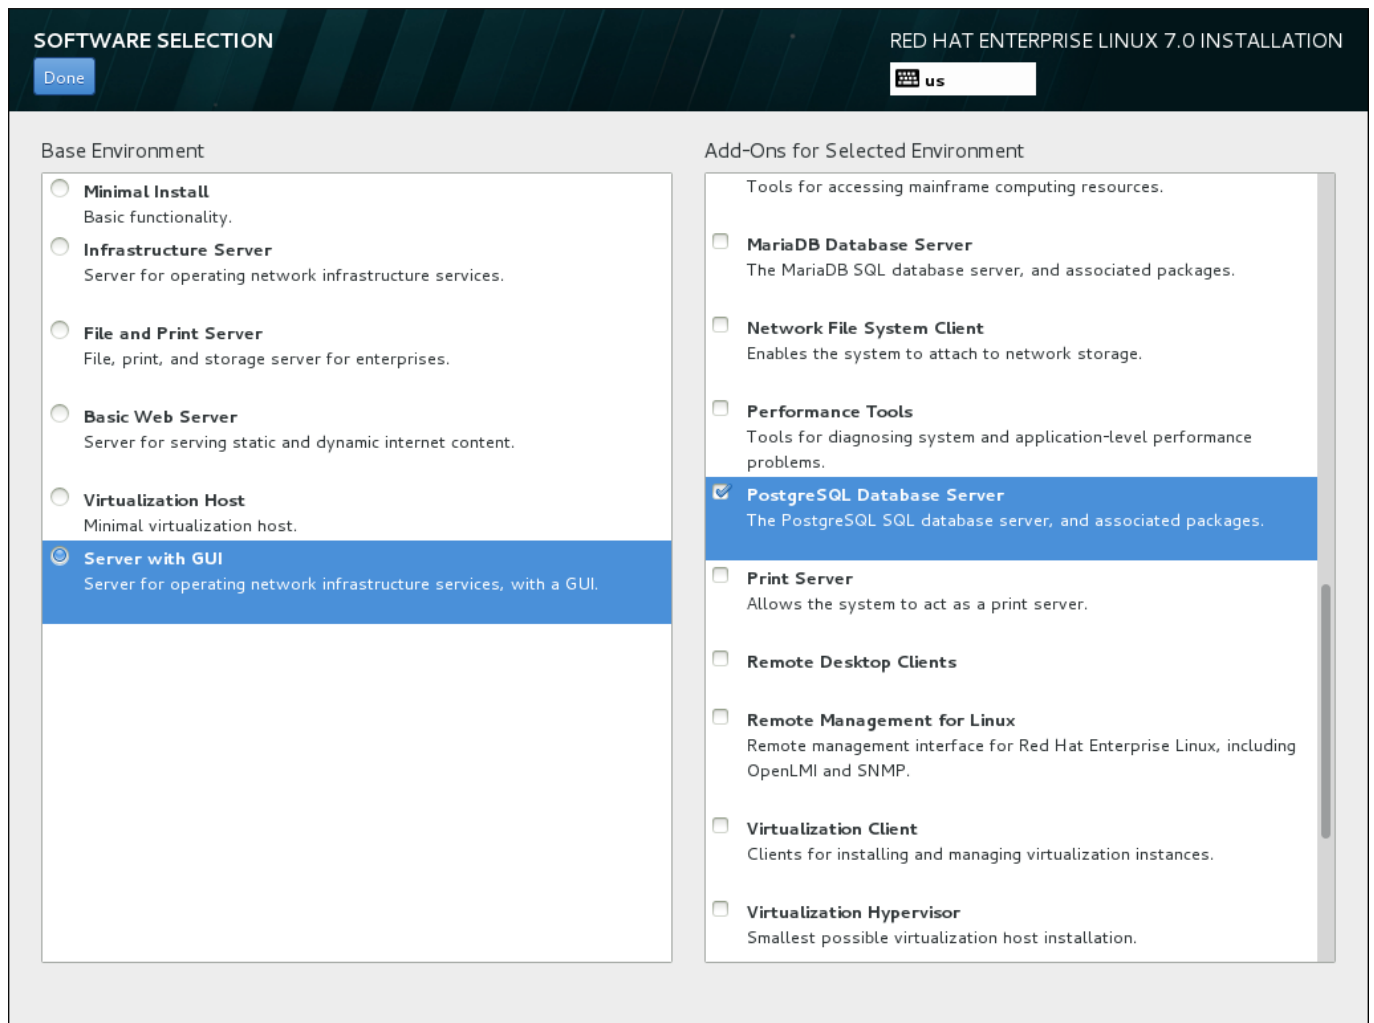 SOFTWARE SELECTION
RED HAT ENTERPRISE LINUX 7.0 INSTALLATION
Done
us
Base Environment
Minimal Install
Basic functionality.
Infrastructure Server
Server for operating network infrastructure services.
File and Print Server
File, print, and storage server for enterprises.
Basic Web Server
Server for serving static and dynamic internet content.
Virtualization Host
Minimal virtualization host.
Server with GUI
Server for operating network infrastructure services, with a GUI.
Add-Ons for Selected Environment
Tools for accessing mainframe computing resources.
MariaDB Database Server
The MariaDB SQL database server, and associated packages.
Network File System Client
Enables the system to attach to network storage.
Performance Tools
Tools for diagnosing system and application-level performance
problems.
PostgreSQL Database Server
The PostgreSQL SQL database server, and associated packages.
Print Server
Allows the system to act as a print server.
Remote Desktop Clients
Remote Management for Linux
Remote management interface for Red Hat Enterprise Linux, including
OpenLMI and SNMP.
Virtualization Client
Clients for installing and managing virtualization instances.
Virtualization Hypervisor
Smallest possible virtualization host installation.